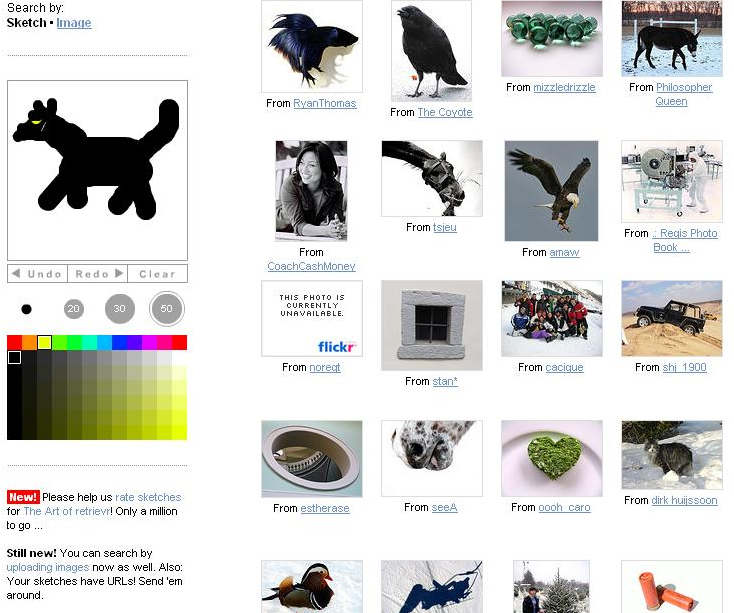 Search by:
Sketch • Image
Undo
Redo
Clear
20
30
50
New! Please help us rate sketches
for The Art of retrievr! Only a million
to go ...
Still new! You can search by
uploading images now as well. Also:
Your sketches have URLs! Send 'em
around.
From RyanThomas
From The Coyote
From mizzledrizzle
From Philosopher
Queen
From
CoachCashMoney
From tsjeu
From amavv
From .: Regis Photo
Book ...
THIS PHOTO IS
CURRENTLY
UNAVAILABLE.
flickr
From noreqt
From stan*
From cacique
From shj_1900
From estherase
From seeA
From oooh_caro
From dirk huijssoon